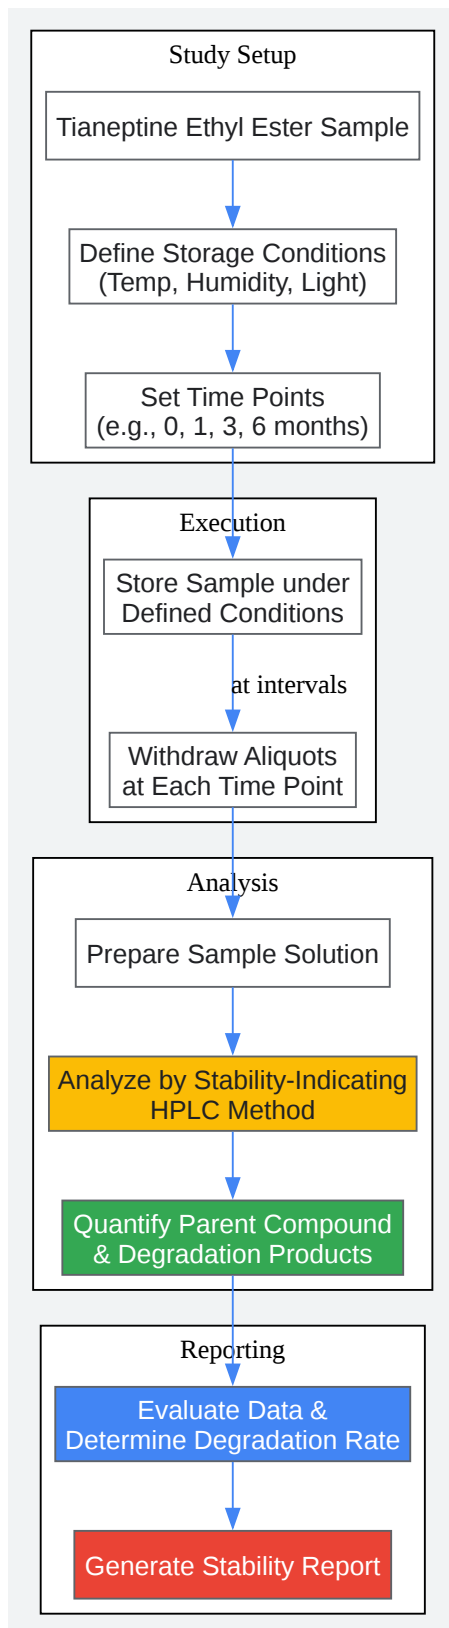 Study Setup
Tianeptine Ethyl Ester Sample
Define Storage Conditions
(Temp, Humidity, Light)
Set Time Points
(e.g., 0, 1, 3, 6 months)
Execution
Store Sample under
Defined Conditions
at intervals
Withdraw Aliquots
at Each Time Point
Analysis
Prepare Sample Solution
Analyze by Stability-Indicating
HPLC Method
Quantify Parent Compound
& Degradation Products
Reporting
Evaluate Data &
Determine Degradation Rate
Generate Stability Report